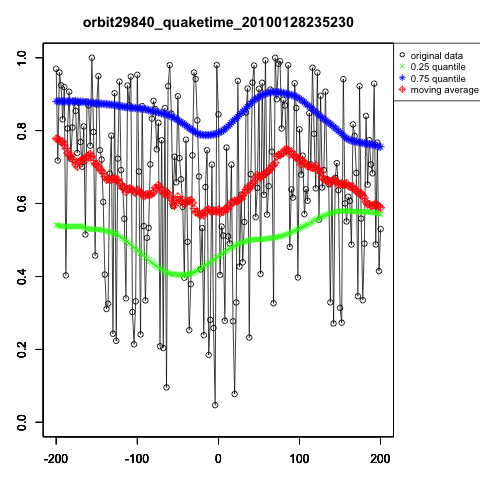 orbit29840_quaketime_20100128235230
original data
0.25 quantile
0.75 quantile
moving average
1.0
0.8
0.6
0.4
0.2
0.0
-200 -100 0 100 200